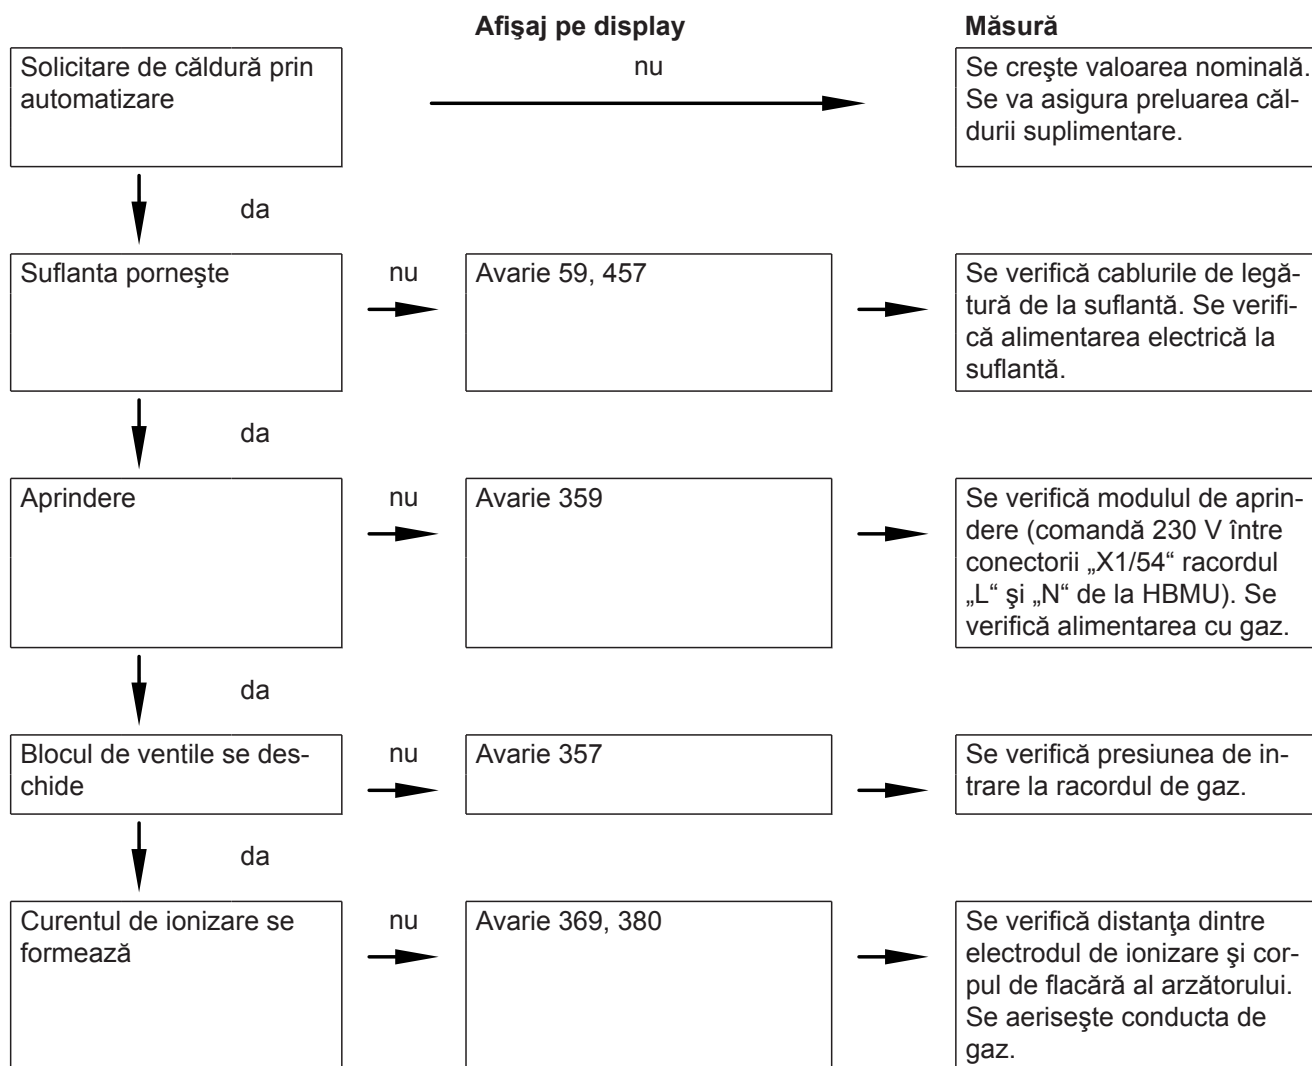 Afişaj pe display
Măsură
Solicitare de căldură prin
automatizare
nu
Se creşte valoarea nominală.
Se va asigura preluarea căl-
durii suplimentare.
da
Suflanta porneşte
nu
Avarie 59, 457
Se verifică cablurile de legă-
tură de la suflantă. Se verifi-
că alimentarea electrică la
suflantă.
da
Aprindere
nu
Avarie 359
Se verifică modulul de aprin-
dere (comandă 230 V între
conectorii „X1/54“ racordul
„L“ şi „N“ de la HBMU). Se
verifică alimentarea cu gaz.
da
Blocul de ventile se des-
chide
nu
Avarie 357
Se verifică presiunea de in-
trare la racordul de gaz.
da
Curentul de ionizare se
formează
nu
Avarie 369, 380
Se verifică distanţa dintre
electrodul de ionizare şi cor-
pul de flacără al arzătorului.
Se aeriseşte conducta de
gaz.